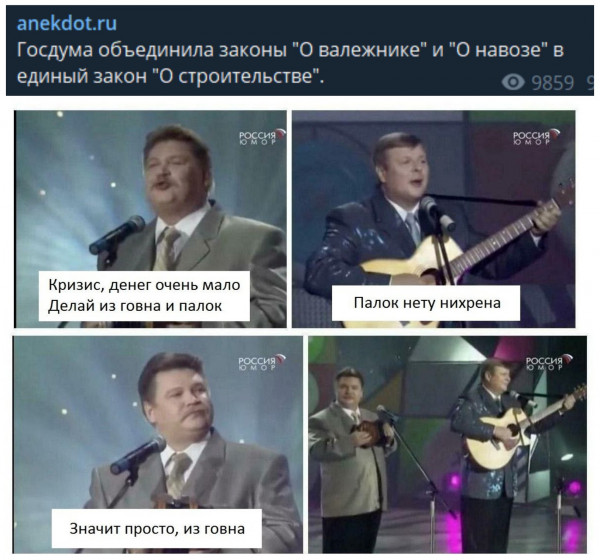 anekdot.ru
Госдума объединила законы "О валежнике" и "О навозе" в
единый закон "О строительстве".
9859 9
РОССИЯ
ЮМОР
РОССИЯ
ЮМОР
Кризис, денег очень мало
Делай из говна и палок
Палок нету нихрена
РОССИЯ
ЮМОР
РОССИЯ
ЮМОР
Значит просто, из говна